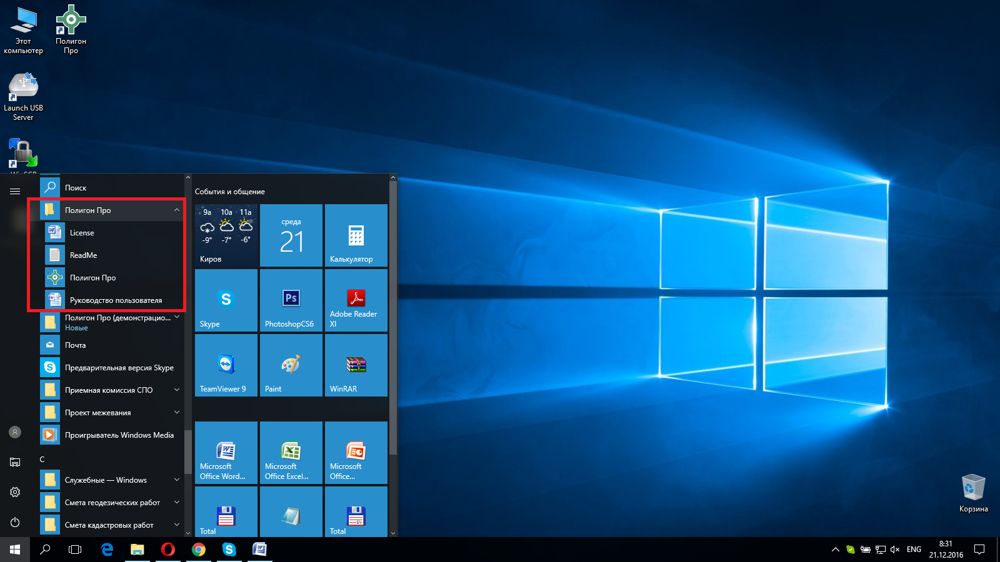 Этот
компьютер
Полигон
Про
Launch USB
Server
Поиск
Полигон Про
License
ReadMe
Полигон Про
Руководство пользователя
Полигон Про (демонстрацио...
Новые
Почта
Предварительная версия Skype
Приемная комиссия СПО
Проект межевания
Проигрыватель Windows Media
С
Служебные — Windows
Смета геодезических работ
Смета кадастровых работ
События и общение
9a 10a 11a
-9° -7° -6°
Киров
среда
21
Калькулятор
Skype
Ps
PhotoshopCS6
Adobe Reader
XI
TeamViewer 9
Paint
WinRAR
Microsoft
Office Word...
Microsoft
Office Excel...
Microsoft
Office...
Total
64
Total
Корзина
ENG
8:31
21.12.2016